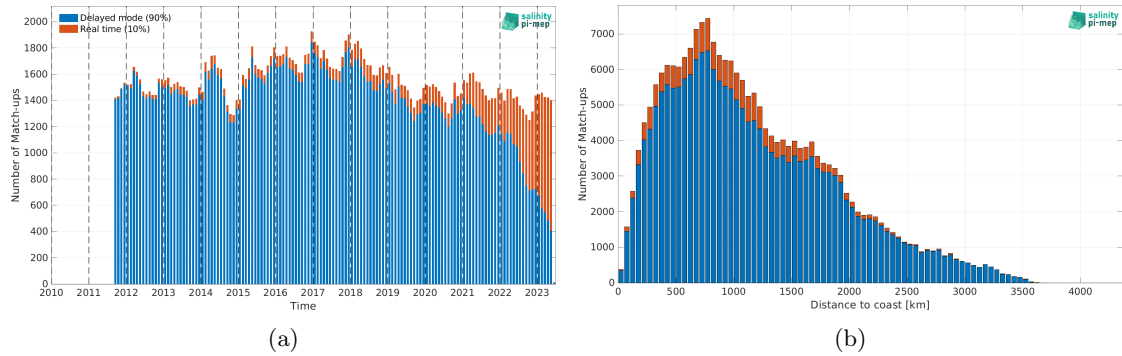 Delayed mode (90%)
Real time (10%)
salinity
pi-mep
Number of Match-ups
2000
1800
1600
1400
1200
1000
800
600
400
200
0
2010 2011 2012 2013 2014 2015 2016 2017 2018 2019 2020 2021 2022 2023
Time
(a)
salinity
pi-mep
Number of Match-ups
7000
6000
5000
4000
3000
2000
1000
0
0 500 1000 1500 2000 2500 3000 3500 4000
Distance to coast [km]
(b)